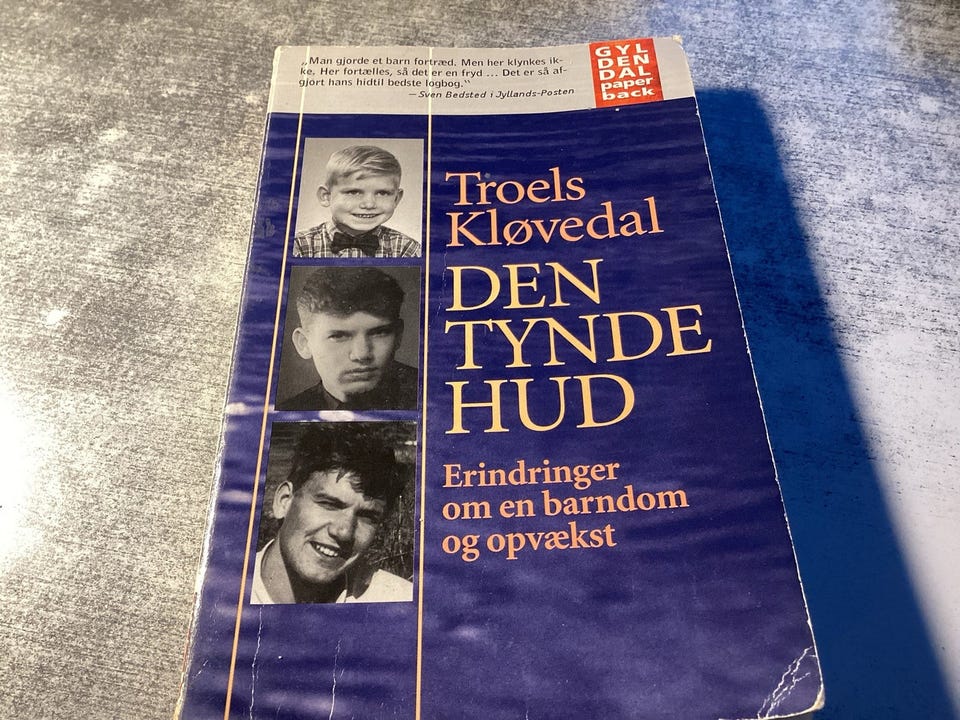 „Man gjorde et barn fortræd. Men her klynkes ik-
ke. Her fortælles, så det er en fryd ... Det er så af-
gjort hans hidtil bedste logbog."
—Sven Bedsted i Jyllands-Posten
GYL
DEN
DAL
paper
back
Troels
Kløvedal
DEN
TYNDE
HUD
Erindringer
om en barndom
og opvækst